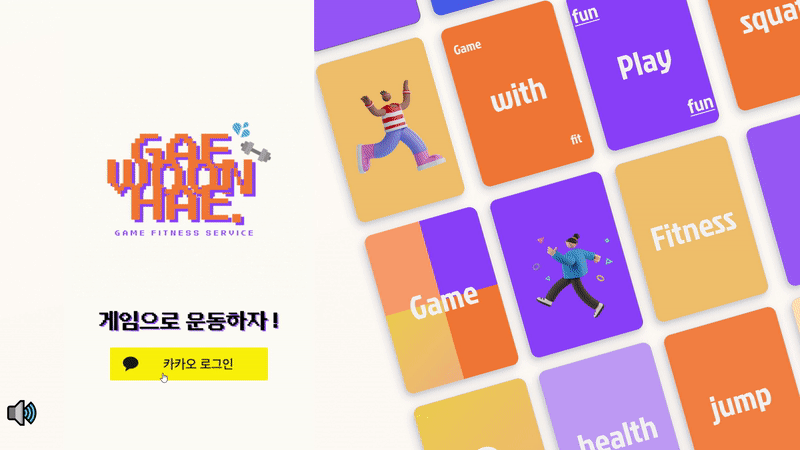 GAE
WOON
HAE.
GAME FITNESS SERVICE
게임으로 운동하자 !
카카오 로그인
Game
with
fit
fun
Play
fun
squat
Game
Fitness
health
jump